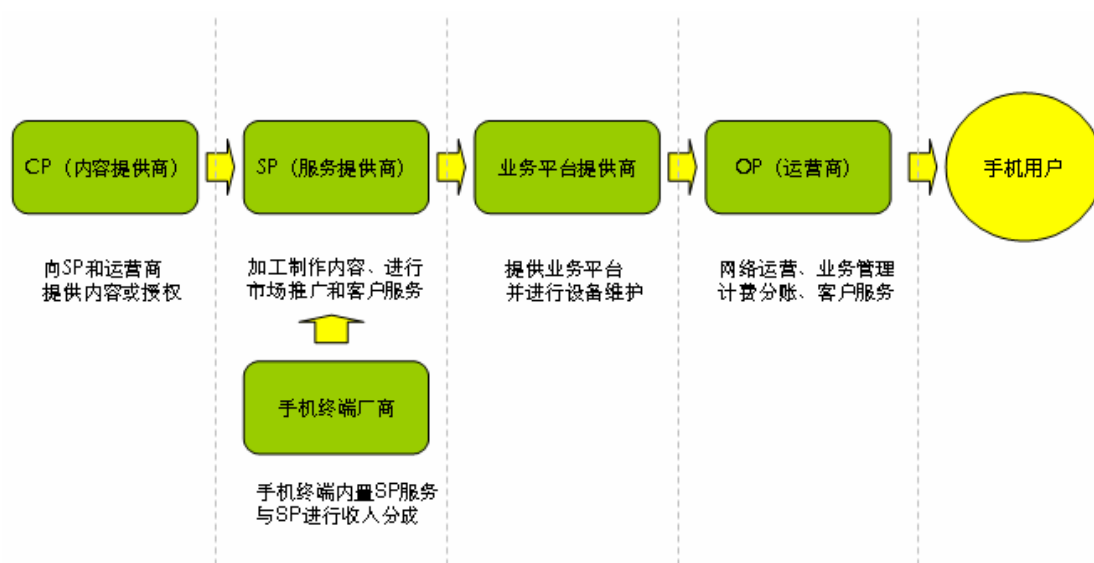 CP（内容提供商）
SP（服务提供商）
业务平台提供商
OP（运营商）
手机用户
向SP和运营商
提供内容或授权
加工制作内容、进行
市场推广和客户服务
提供业务平台
并进行设备维护
网络运营、业务管理
计费分账、客户服务
手机终端厂商
手机终端内置SP服务
与SP进行收入分成